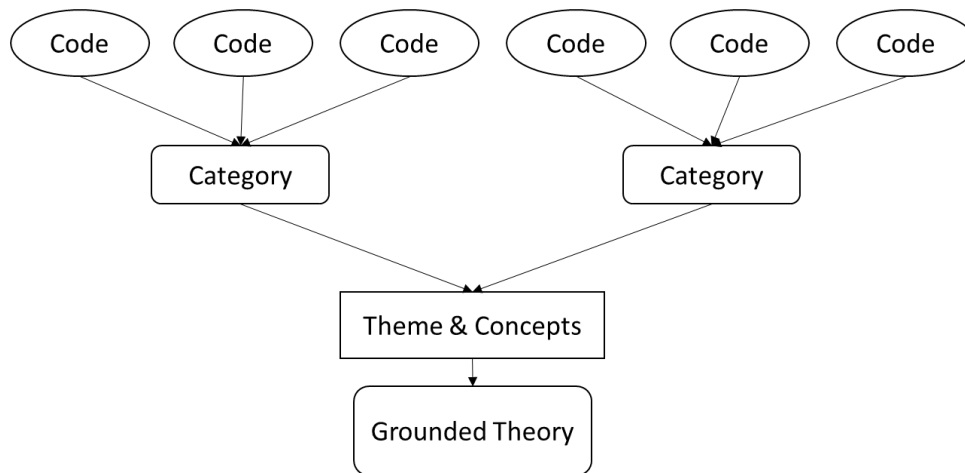 Code
Code
Code
Code
Code
Code
Category
Category
Theme & Concepts
Grounded Theory